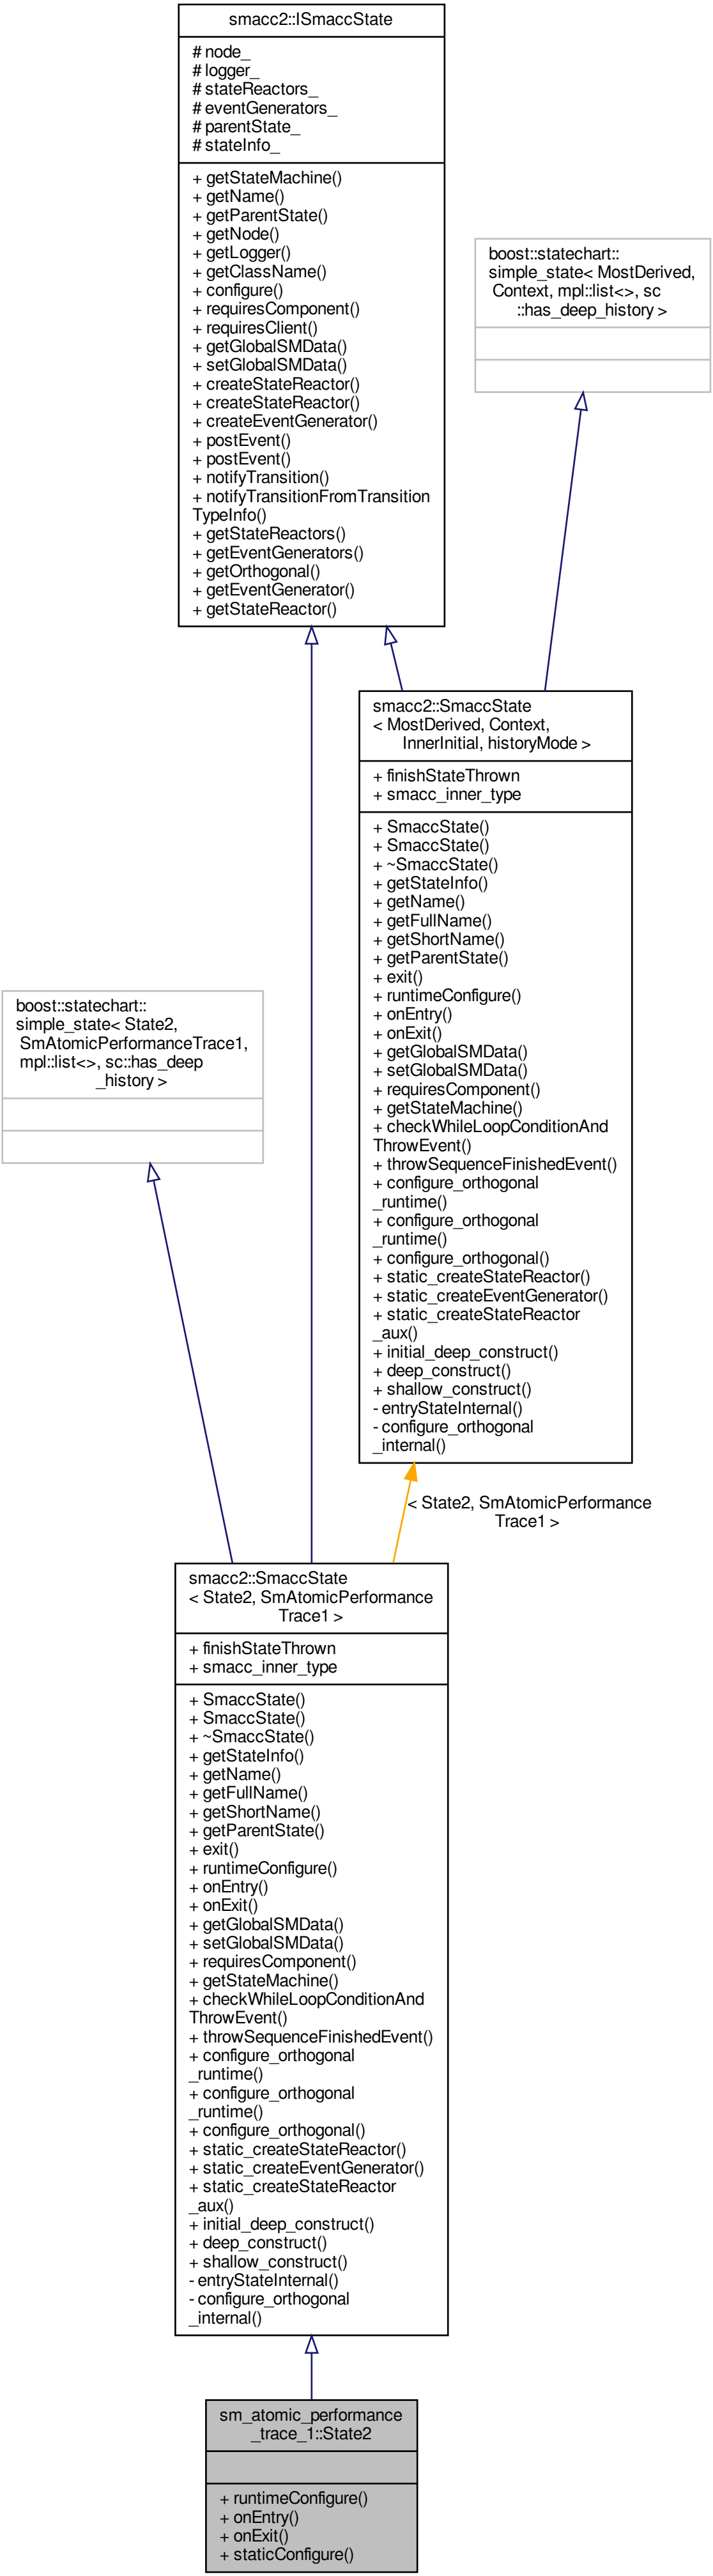 smacc2::ISmaccState
# node_
# logger_
# stateReactors_
# eventGenerators_
# parentState_
# stateInfo_
+ getStateMachine()
+ getName()
+ getParentState()
+ getNode()
+ getLogger()
+ getClassName()
+ configure()
+ requiresComponent()
+ requiresClient()
+ getGlobalSMData()
+ setGlobalSMData()
+ createStateReactor()
+ createStateReactor()
+ createEventGenerator()
+ postEvent()
+ postEvent()
+ notifyTransition()
+ notifyTransitionFromTransition
TypeInfo()
+ getStateReactors()
+ getEventGenerators()
+ getOrthogonal()
+ getEventGenerator()
+ getStateReactor()
boost::statechart::
simple_state< MostDerived,
Context, mpl::list<>, sc
::has_deep_history >
smacc2::SmaccState
< MostDerived, Context,
InnerInitial, historyMode >
+ finishStateThrown
+ smacc_inner_type
+ SmaccState()
+ SmaccState()
+ ~SmaccState()
+ getStateInfo()
+ getName()
+ getFullName()
+ getShortName()
+ getParentState()
+ exit()
+ runtimeConfigure()
+ onEntry()
+ onExit()
+ getGlobalSMData()
+ setGlobalSMData()
+ requiresComponent()
+ getStateMachine()
+ checkWhileLoopConditionAnd
ThrowEvent()
+ throwSequenceFinishedEvent()
+ configure_orthogonal
_runtime()
+ configure_orthogonal
_runtime()
+ configure_orthogonal()
+ static_createStateReactor()
+ static_createEventGenerator()
+ static_createStateReactor
_aux()
+ initial_deep_construct()
+ deep_construct()
+ shallow_construct()
- entryStateInternal()
- configure_orthogonal
_internal()
boost::statechart::
simple_state< State2,
SmAtomicPerformanceTrace1,
mpl::list<>, sc::has_deep
_history >
< State2, SmAtomicPerformance
Trace1 >
smacc2::SmaccState
< State2, SmAtomicPerformance
Trace1 >
+ finishStateThrown
+ smacc_inner_type
+ SmaccState()
+ SmaccState()
+ ~SmaccState()
+ getStateInfo()
+ getName()
+ getFullName()
+ getShortName()
+ getParentState()
+ exit()
+ runtimeConfigure()
+ onEntry()
+ onExit()
+ getGlobalSMData()
+ setGlobalSMData()
+ requiresComponent()
+ getStateMachine()
+ checkWhileLoopConditionAnd
ThrowEvent()
+ throwSequenceFinishedEvent()
+ configure_orthogonal
_runtime()
+ configure_orthogonal
_runtime()
+ configure_orthogonal()
+ static_createStateReactor()
+ static_createEventGenerator()
+ static_createStateReactor
_aux()
+ initial_deep_construct()
+ deep_construct()
+ shallow_construct()
- entryStateInternal()
- configure_orthogonal
_internal()
sm_atomic_performance
_trace_1::State2
+ runtimeConfigure()
+ onEntry()
+ onExit()
+ staticConfigure()